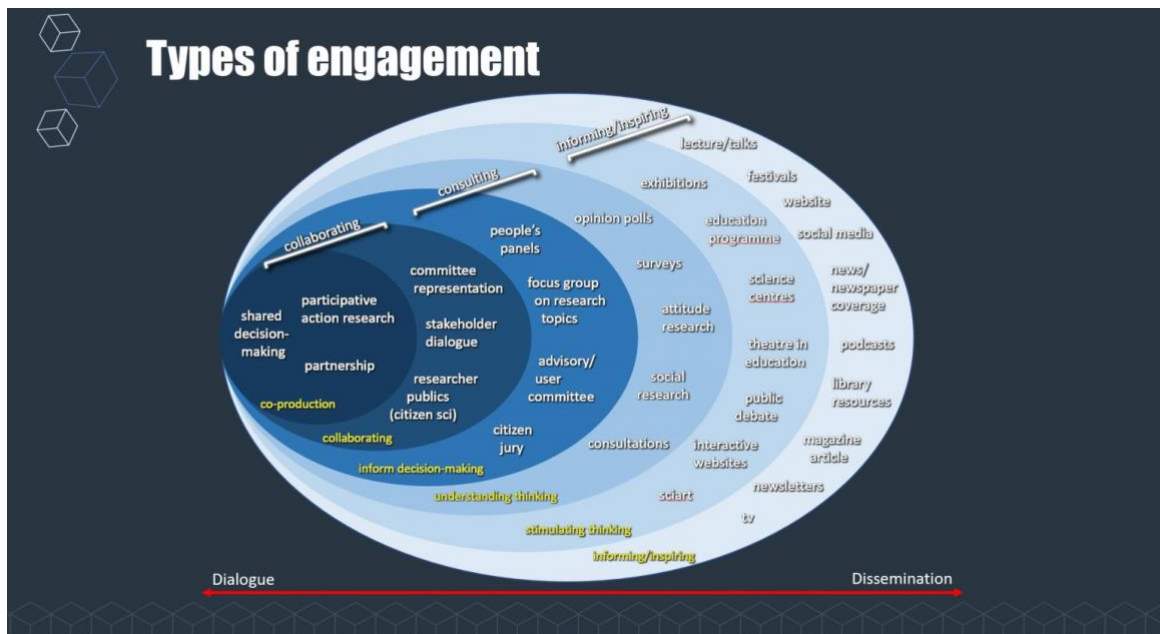 Types of engagement
informing/inspiring
consulting
collaborating
shared
decision-
making
participative
action research
partnership
co-production
committee
representation
stakeholder
dialogue
researcher
publics
(citizen sci)
collaborating
people's
panels
focus group
on research
topics
advisory/
user
committee
citizen
jury
inform decision-making
opinion polls
surveys
attitude
research
social
research
consultations
understanding thinking
exhibitions
education
programme
science
centres
theatre in
education
public
debate
interactive
websites
sciart
stimulating thinking
lecture/talks
festivals
website
social media
news/
newspaper
coverage
podcasts
library
resources
magazine
article
newsletters
tv
informing/inspiring
Dialogue
Dissemination